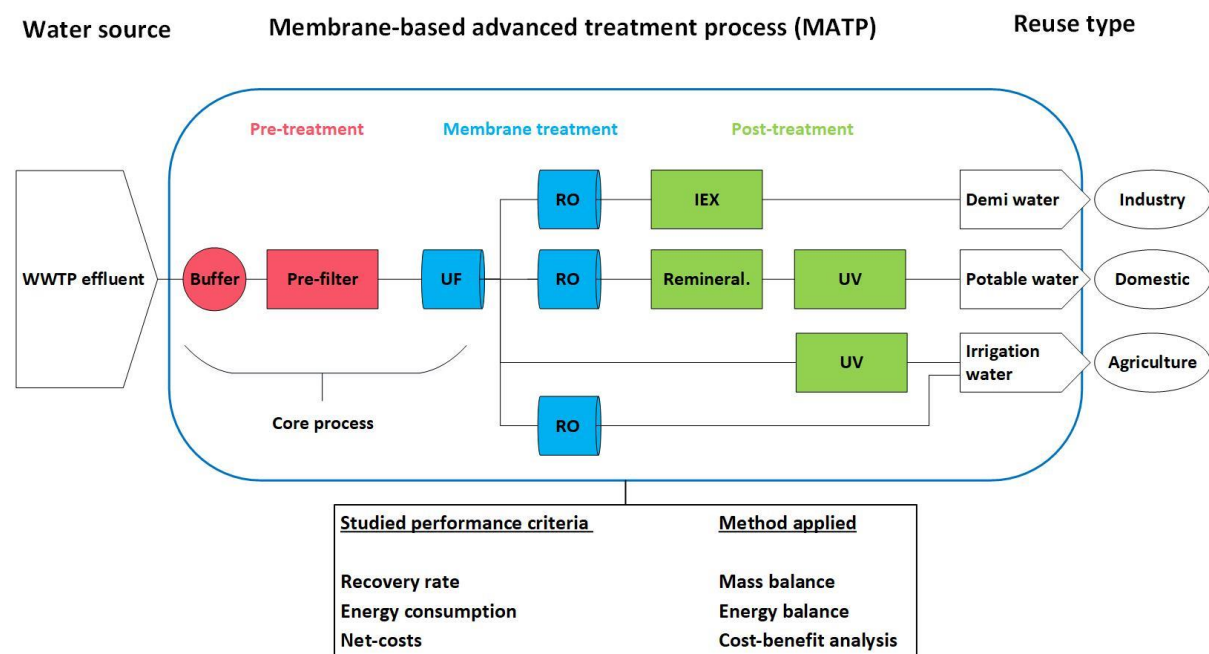 Water source
Membrane-based advanced treatment process (MATP)
Reuse type
Pre-treatment
Membrane treatment
Post-treatment
RO
IEX
Demi water
Industry
WWTP effluent
Buffer
Pre-filter
UF
RO
Remineral.
UV
Potable water
Domestic
UV
Irrigation
water
Agriculture
Core process
RO
Studied performance criteria
Method applied
Recovery rate
Mass balance
Energy consumption
Energy balance
Net-costs
Cost-benefit analysis